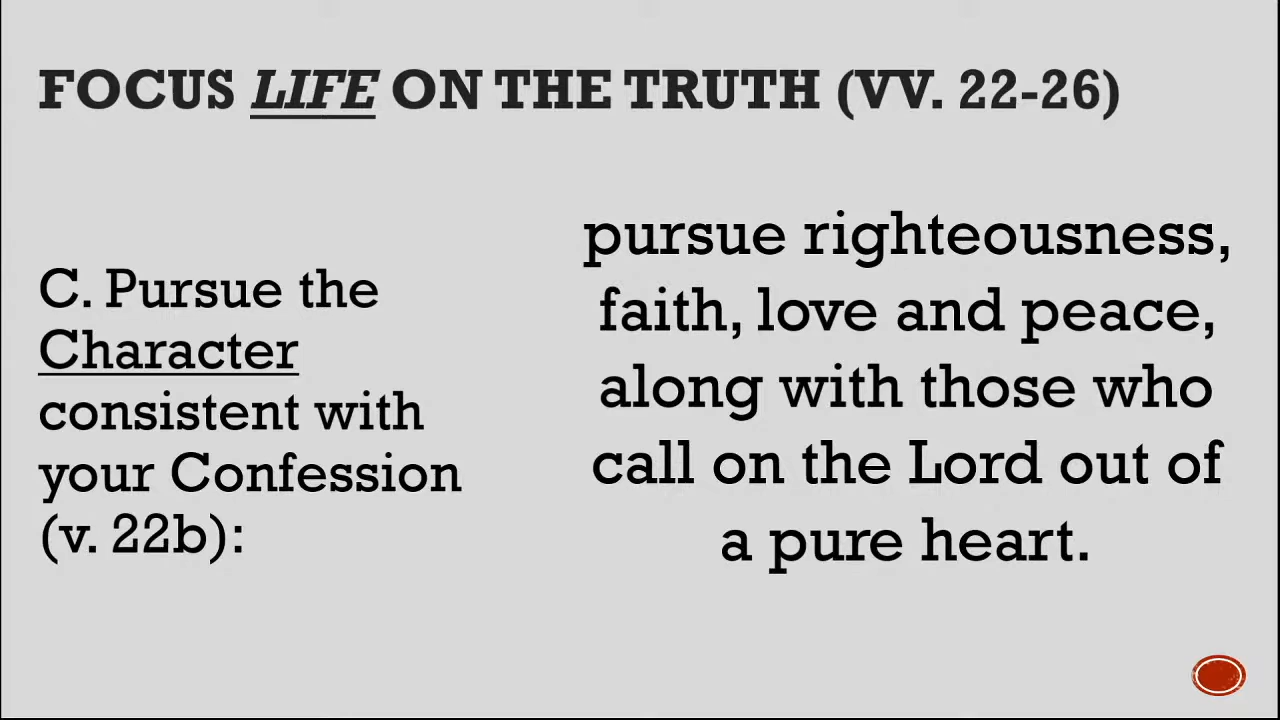 FOCUS LIFE ON THE TRUTH (VV. 22-26)
C. Pursue the
Character
consistent with
your Confession
(v. 22b):
pursue righteousness,
faith, love and peace,
along with those who
call on the Lord out of
a pure heart.